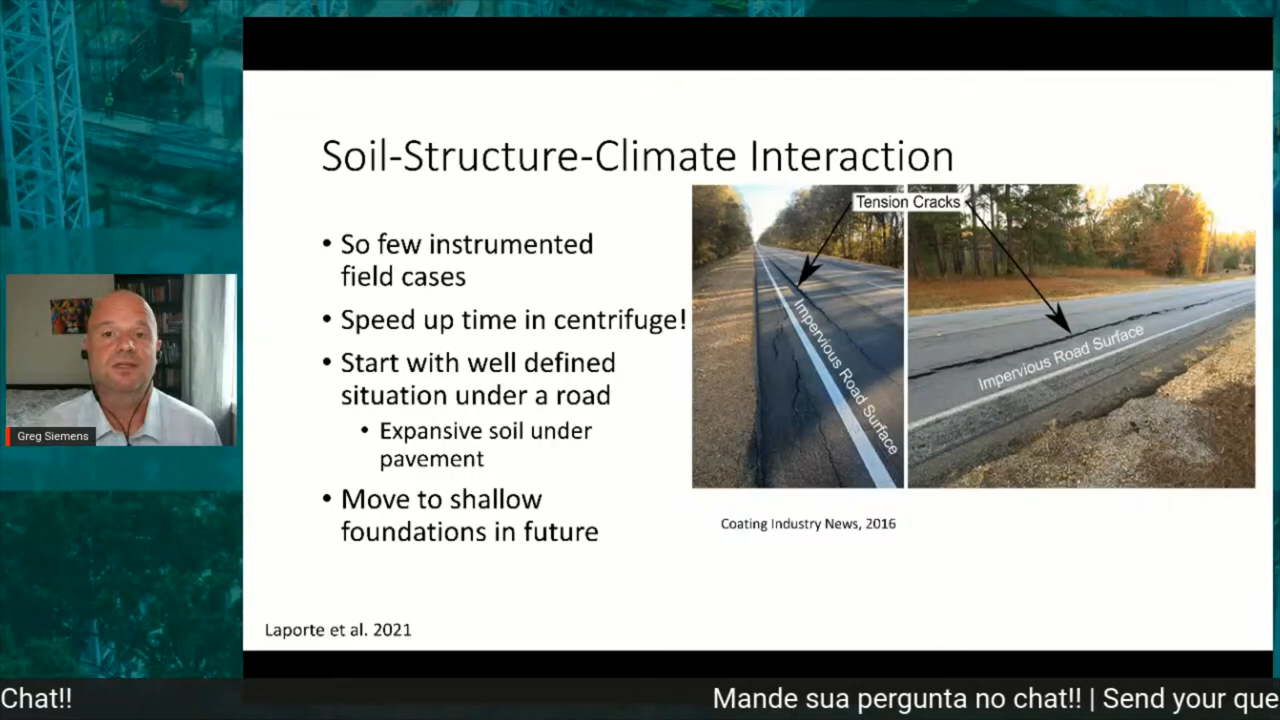 Soil-Structure-Climate Interaction
• So few instrumented
field cases
• Speed up time in centrifuge!
• Start with well defined
situation under a road
• Expansive soil under
pavement
• Move to shallow
foundations in future
Tension Cracks
Impervious Road Surface
Impervious Road Surface
Coating Industry News, 2016
Laporte et al. 2021
Greg Siemens
Chat!!
Mande sua pergunta no chat!! | Send your que